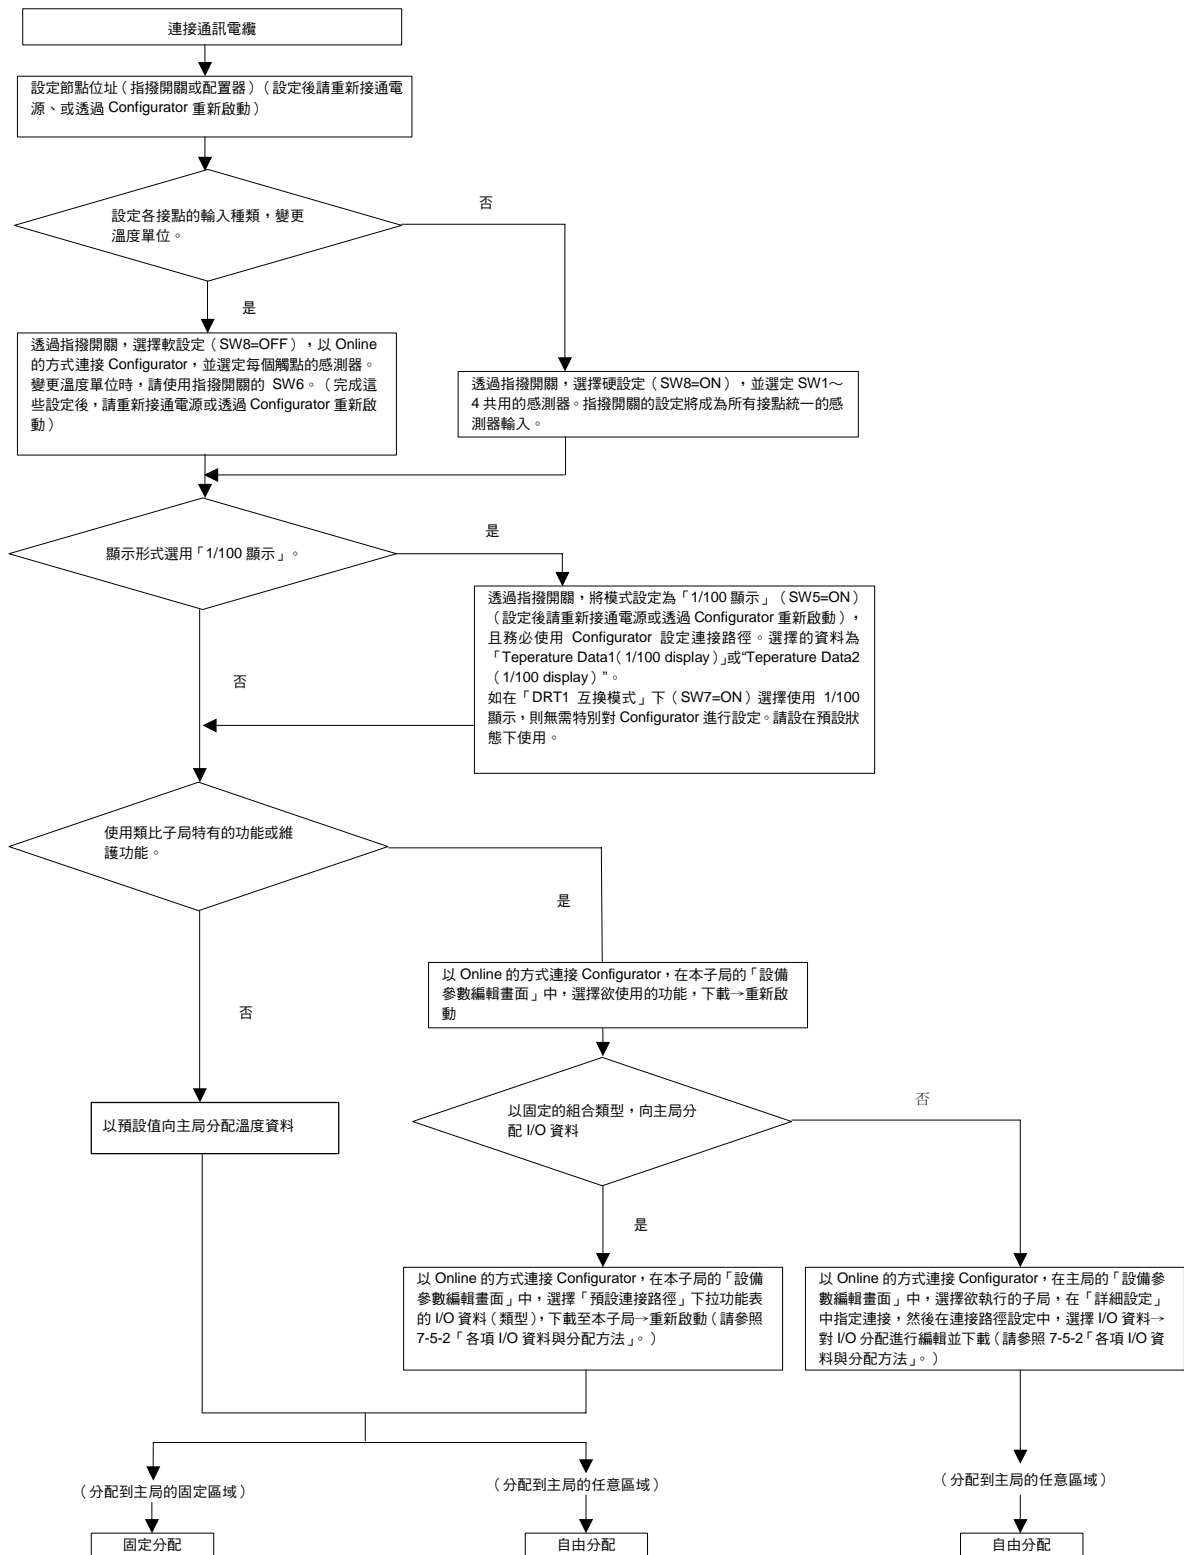 連接通訊電纜
設定節點位址（指撥開關或配置器）（設定後請重新接通電
源、或透過 Configurator 重新啟動）
否
設定各接點的輸入種類，變更
溫度單位。
是
透過指撥開關，選擇軟設定（SW8=OFF），以 Online
的方式連接 Configurator，並選定每個觸點的感測器。
變更溫度單位時，請使用指撥開關的 SW6。（完成這
些設定後，請重新接通電源或透過 Configurator 重新啟
動）
透過指撥開關，選擇硬設定（SW8=ON），並選定 SW1～
4 共用的感測器。指撥開關的設定將成為所有接點統一的感
測器輸入。
是
顯示形式選用「1/100 顯示」。
透過指撥開關，將模式設定為「1/100 顯示」（SW5=ON）
（設定後請重新接通電源或透過 Configurator 重新啟動），
且務必使用 Configurator 設定連接路徑。選擇的資料為
「Teperature Data1（1/100 display）」或“Teperature Data2
（1/100 display）”。
如在「DRT1 互換模式」下（SW7=ON）選擇使用 1/100
顯示，則無需特別對 Configurator 進行設定。請設在預設狀
態下使用。
否
使用類比子局特有的功能或維
護功能。
是
以 Online 的方式連接 Configurator，在本子局的「設備
參數編輯畫面」中，選擇欲使用的功能，下載→重新啟
動
否
以預設值向主局分配溫度資料
以固定的組合類型，向主局分
配 I/O 資料
否
是
以 Online 的方式連接 Configurator，在本子局的「設備
參數編輯畫面」中，選擇「預設連接路徑」下拉功能表
的 I/O 資料（類型），下載至本子局→重新啟動（請參照
7-5-2「各項 I/O 資料與分配方法」。）
以 Online 的方式連接 Configurator，在主局的「設備參
數編輯畫面」中，選擇欲執行的子局，在「詳細設定」
中指定連接，然後在連接路徑設定中，選擇 I/O 資料→
對 I/O 分配進行編輯並下載（請參照 7-5-2「各項 I/O 資
料與分配方法」。）
（分配到主局的固定區域）
（分配到主局的任意區域）
（分配到主局的任意區域）
固定分配
自由分配
自由分配